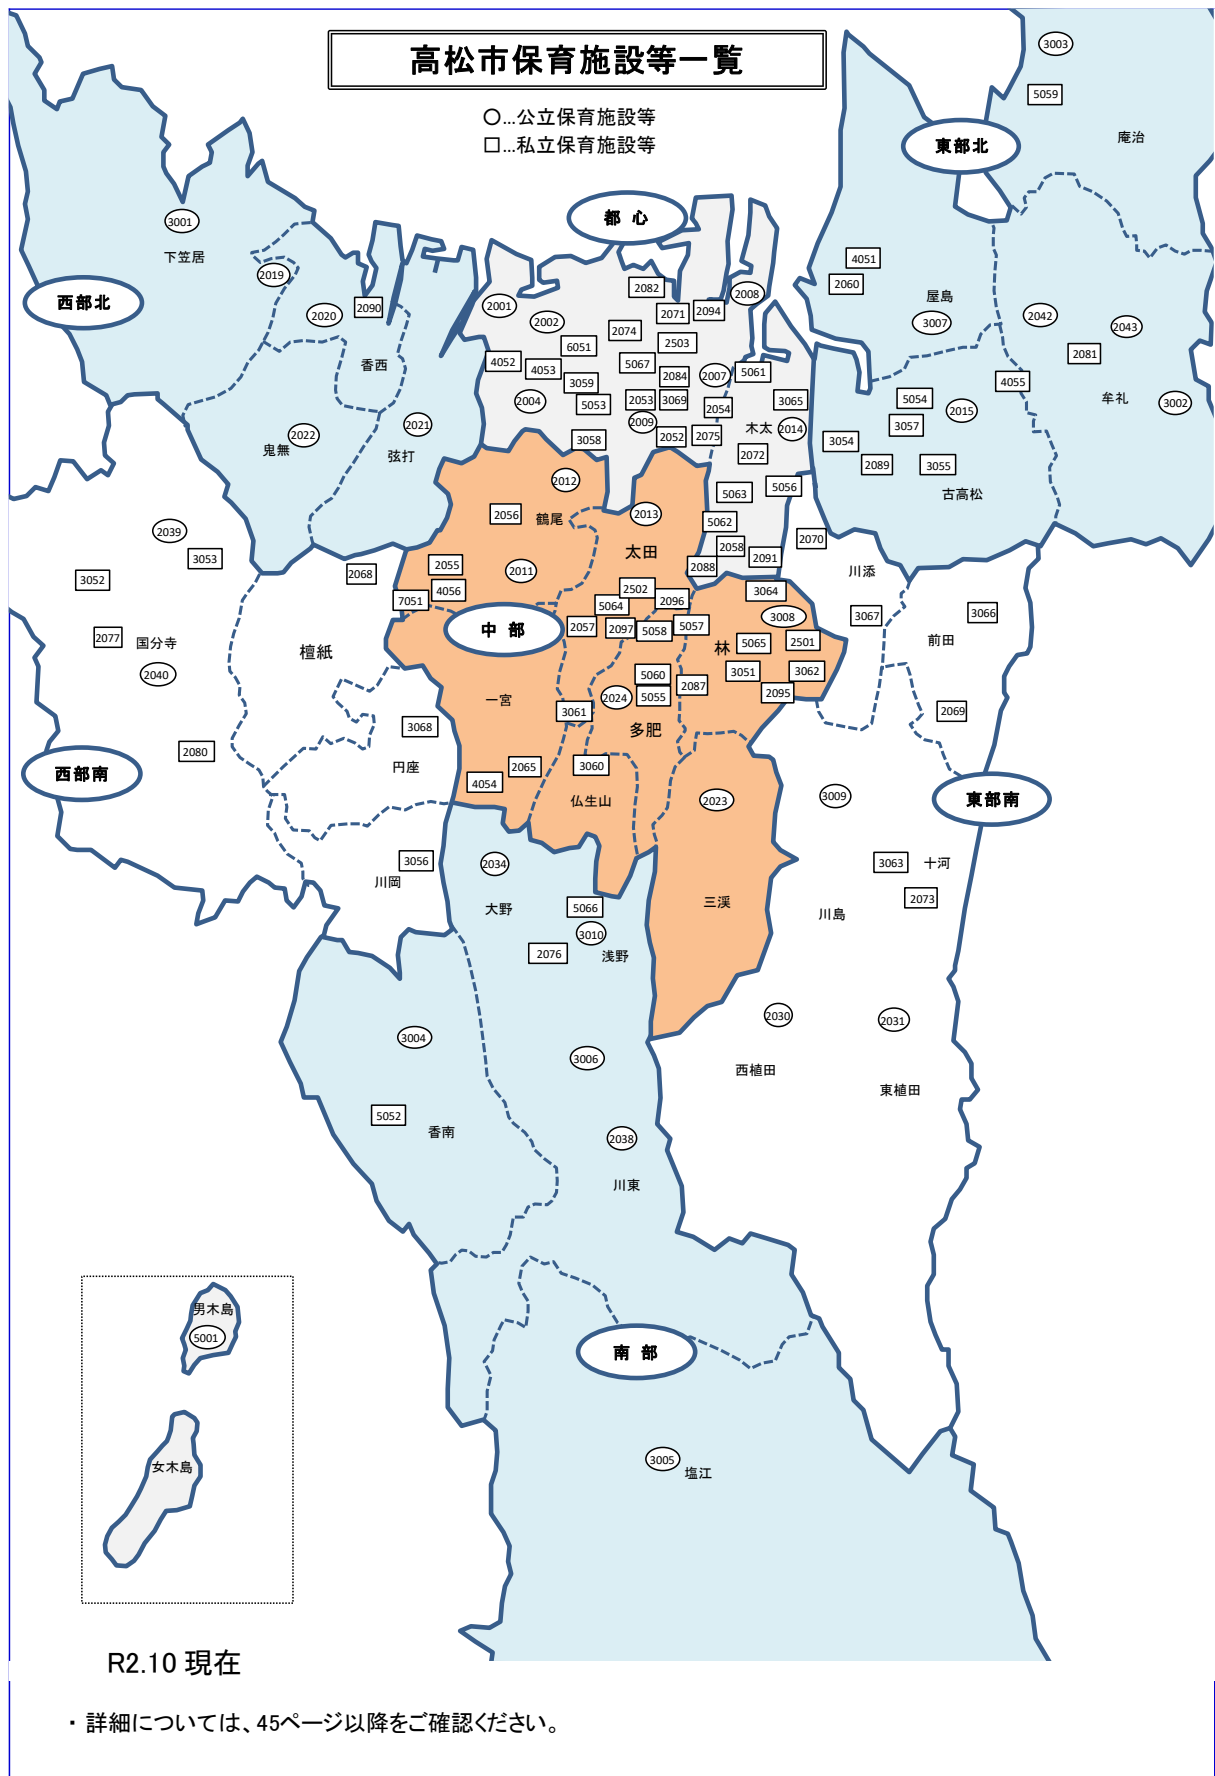 高松市保育施設等一覧
○…公立保育施設等
□…私立保育施設等
3003
5059
庵治
東部北
都 心
3001
下笠居
2019
西部北
2020
2090
香西
2022
鬼無
2021
弦打
2001
2002
2082
2008
2071
2094
2074
6051
2503
4052
4053
5067
3059
2084
2007
5061
2004
5053
2053
3069
2054
3065
2009
木太
2014
3058
2052
2075
2072
5063
5056
5062
2058
2091
2088
4051
2060
屋島
3007
2042
2043
2081
4055
牟礼
3002
5054
2015
3057
3054
2089
3055
古高松
2012
2056
鶴尾
2013
太田
2055
2011
4056
7051
2068
2502
5064
2096
中 部
2057
2097
5058
5057
3064
3008
林
5065
2501
3051
3062
2095
5060
2024
5055
2087
3061
多肥
一宮
2065
4054
3060
仏生山
2023
三渓
2070
川添
3067
3066
前田
2069
東部南
3009
3063
十河
2073
川島
2030
2031
西植田
東植田
2039
3053
3052
2077
国分寺
2040
檀紙
2080
西部南
3068
円座
3056
川岡
2034
大野
5066
3010
2076
浅野
3004
3006
5052
香南
2038
川東
南 部
3005
塩江
男木島
5001
女木島
R2.10 現在
・ 詳細については、45ページ以降をご確認ください。